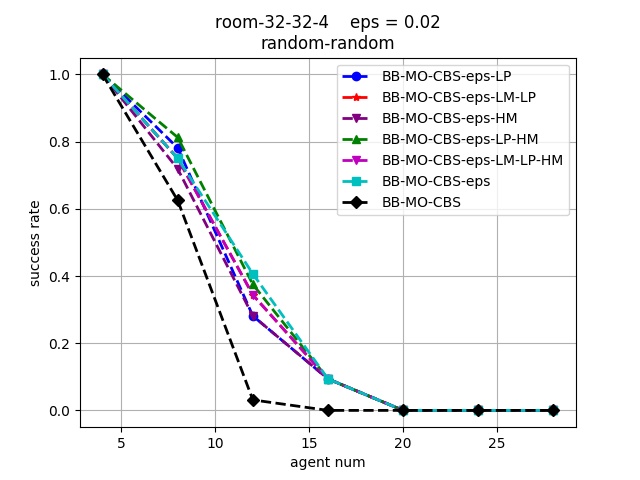 room-32-32-4    eps = 0.02
random-random
1.0
0.8
0.6
0.4
0.2
0.0
success rate
BB-MO-CBS-eps-LP
BB-MO-CBS-eps-LM-LP
BB-MO-CBS-eps-HM
BB-MO-CBS-eps-LP-HM
BB-MO-CBS-eps-LM-LP-HM
BB-MO-CBS-eps
BB-MO-CBS
5 10 15 20 25
agent num